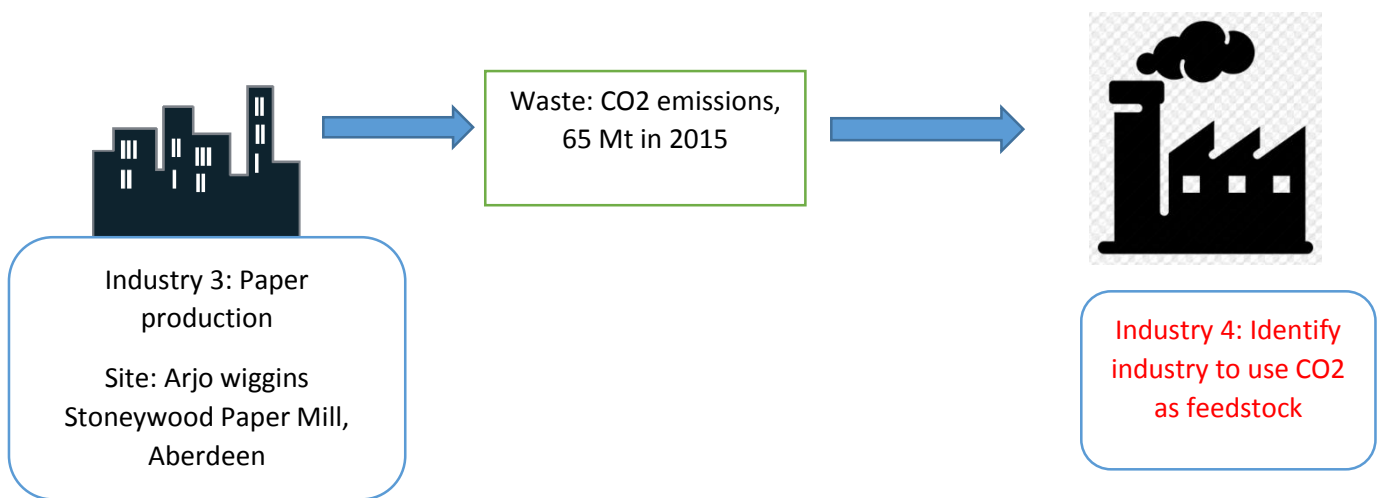 Waste: CO2 emissions,
65 Mt in 2015
Industry 3: Paper
production
Site: Arjo wiggins
Stoneywood Paper Mill,
Aberdeen
Industry 4: Identify
industry to use CO2
as feedstock